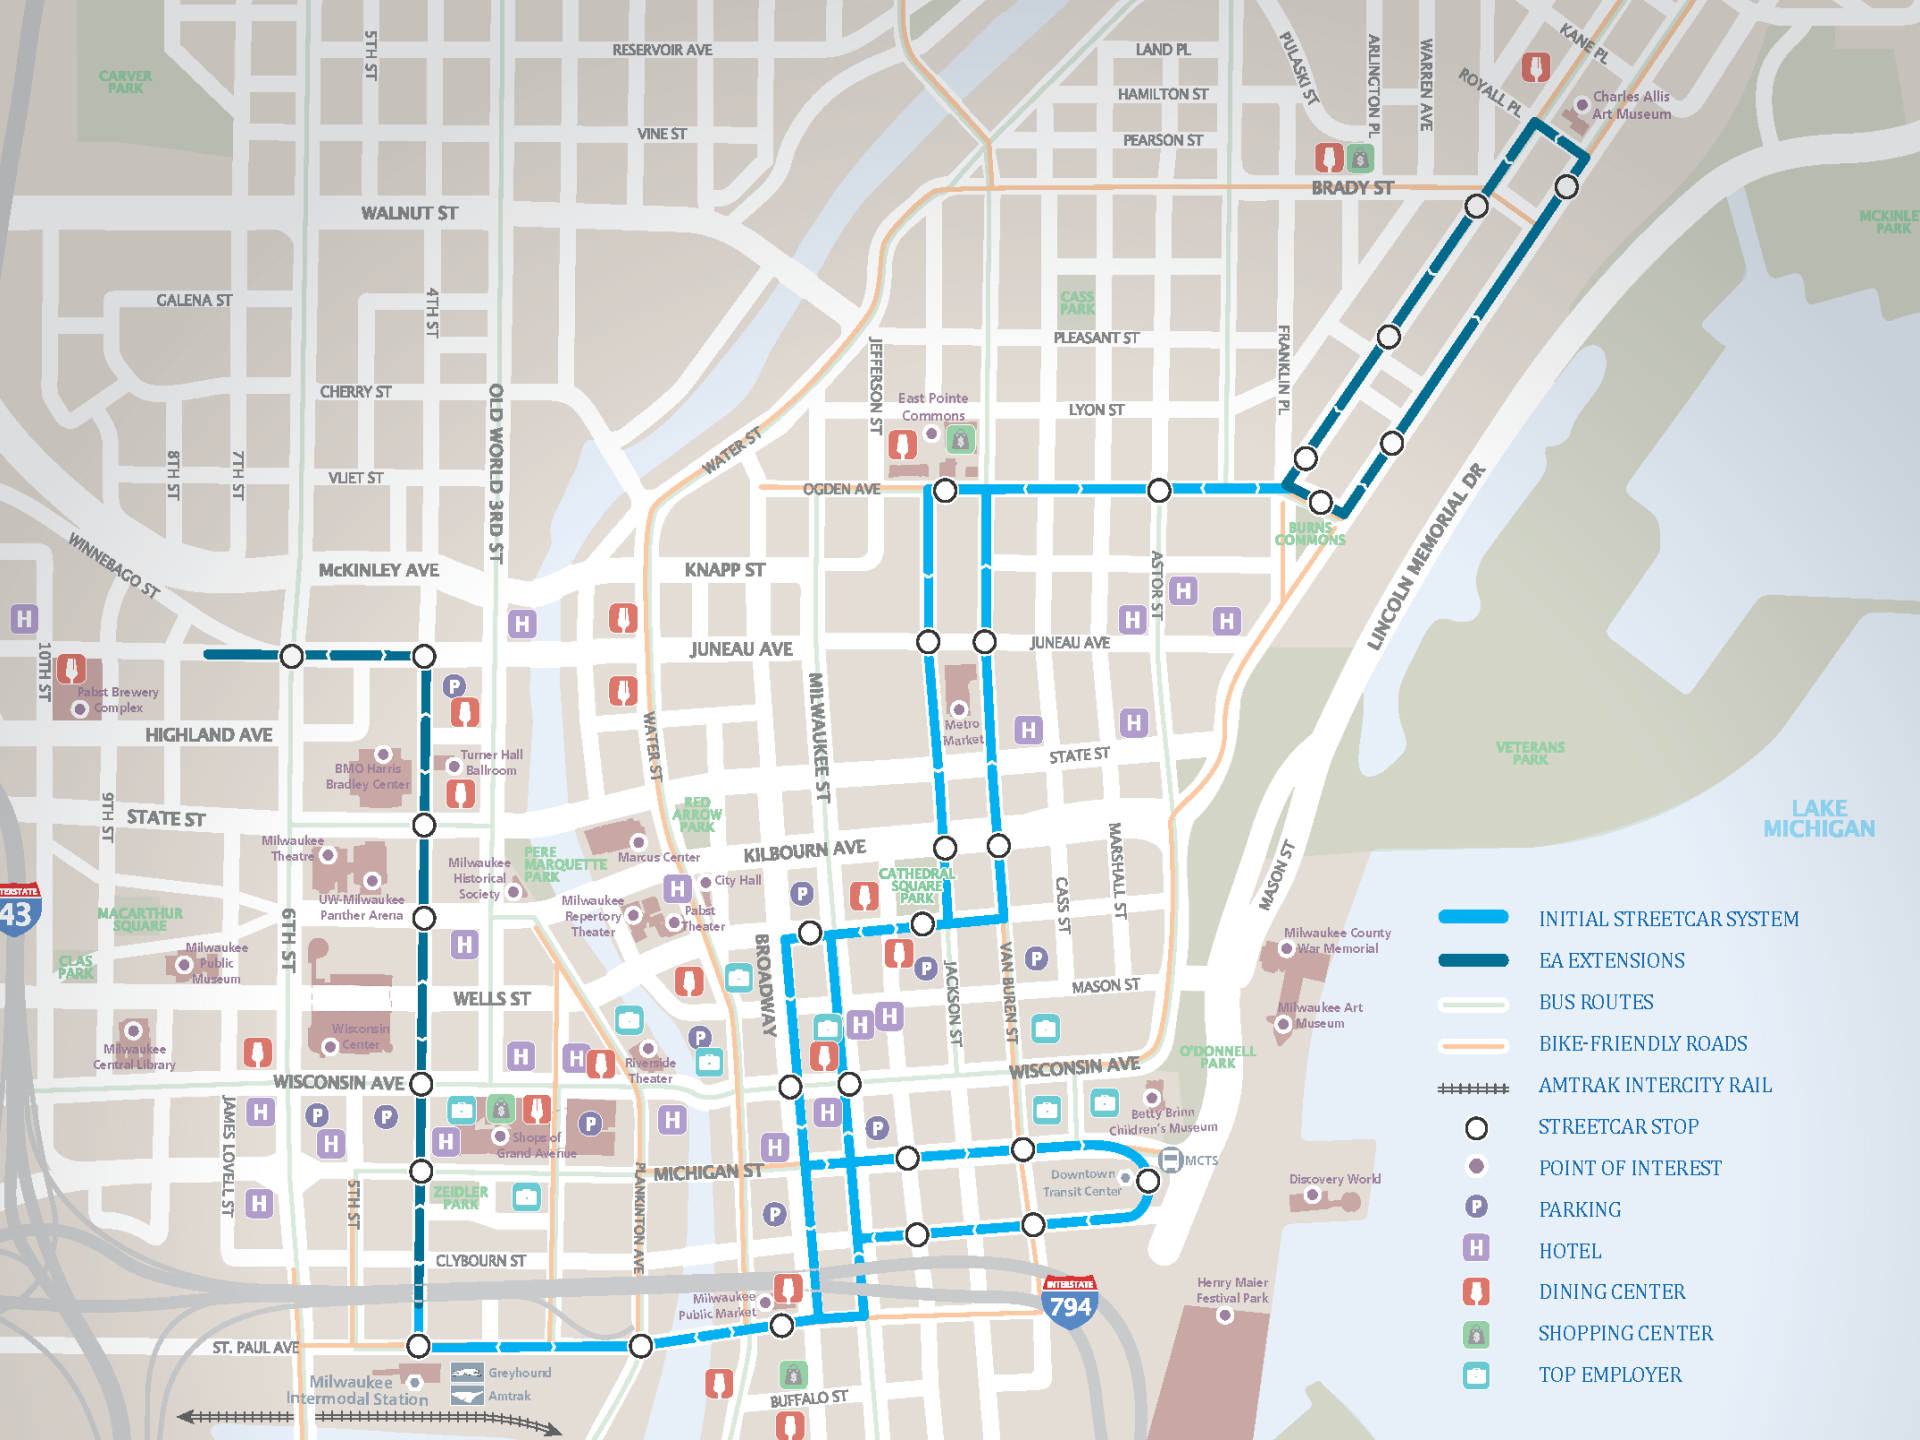 5TH ST
RESERVOIR AVE
LAND PL
PULASKI ST
ARLINGTON PL
WARREN AVE
KANE PL
ROYALL PL
CARVER
PARK
HAMILTON ST
Charles Allis
Art Museum
VINE ST
PEARSON ST
BRADY ST
WALNUT ST
MCKINLE
PARK
GALENA ST
4TH ST
CASS
PARK
JEFFERSON ST
PLEASANT ST
FRANKLIN PL
CHERRY ST
OLD WORLD 3RD ST
East Pointe
Commons
LYON ST
WATER ST
8TH ST
7TH ST
VLIET ST
OGDEN AVE
LINCOLN MEMORIAL DR
BURNS
COMMONS
WINNEBAGO ST
McKINLEY AVE
KNAPP ST
ASTOR ST
H
H
H
H
H
10TH ST
JUNEAU AVE
JUNEAU AVE
Pabst Brewery
Complex
P
MILWAUKEE ST
WATER ST
HIGHLAND AVE
Metro
Market
H
H
STATE ST
BMO Harris
Bradley Center
Turner Hall
Ballroom
VETERANS
PARK
9TH ST
STATE ST
RED
ARROW
PARK
LAKE
MICHIGAN
MARSHALL ST
MASON ST
Milwaukee
Theatre
Milwaukee
Historical
Society
PERE
MARQUETTE
PARK
Marcus Center
KILBOURN AVE
CATHEDRAL
SQUARE
PARK
CASS ST
UW-Milwaukee
Panther Arena
H
City Hall
P
Milwaukee
Repertory
Theater
Pabst
Theater
TERSTATE
43
MACARTHUR
SQUARE
6TH ST
CLAS
PARK
Milwaukee
Public
Museum
H
BROADWAY
P
JACKSON ST
VAN BUREN ST
P
Milwaukee County
War Memorial
MASON ST
WELLS ST
Milwaukee Art
Museum
H
H
Wisconsin
Center
Milwaukee
Central Library
H
H
Riverside
Theater
P
O'DONNELL
PARK
WISCONSIN AVE
WISCONSIN AVE
JAMES LOVELL ST
H
P
P
H
H
P
H
H
P
H
Betty Brinn
Children's Museum
Shops of
Grand Avenue
MICHIGAN ST
MCTS
Downtown
Transit Center
5TH ST
H
ZEIDLER
PARK
PLANKINTON AVE
P
Discovery World
CLYBOURN ST
Milwaukee
Public Market
INTERSTATE
794
Henry Maier
Festival Park
ST. PAUL AVE
Milwaukee
Intermodal Station
Greyhound
Amtrak
BUFFALO ST
INITIAL STREETCAR SYSTEM
EA EXTENSIONS
BUS ROUTES
BIKE-FRIENDLY ROADS
AMTRAK INTERCITY RAIL
STREETCAR STOP
POINT OF INTEREST
P PARKING
H HOTEL
DINING CENTER
SHOPPING CENTER
TOP EMPLOYER